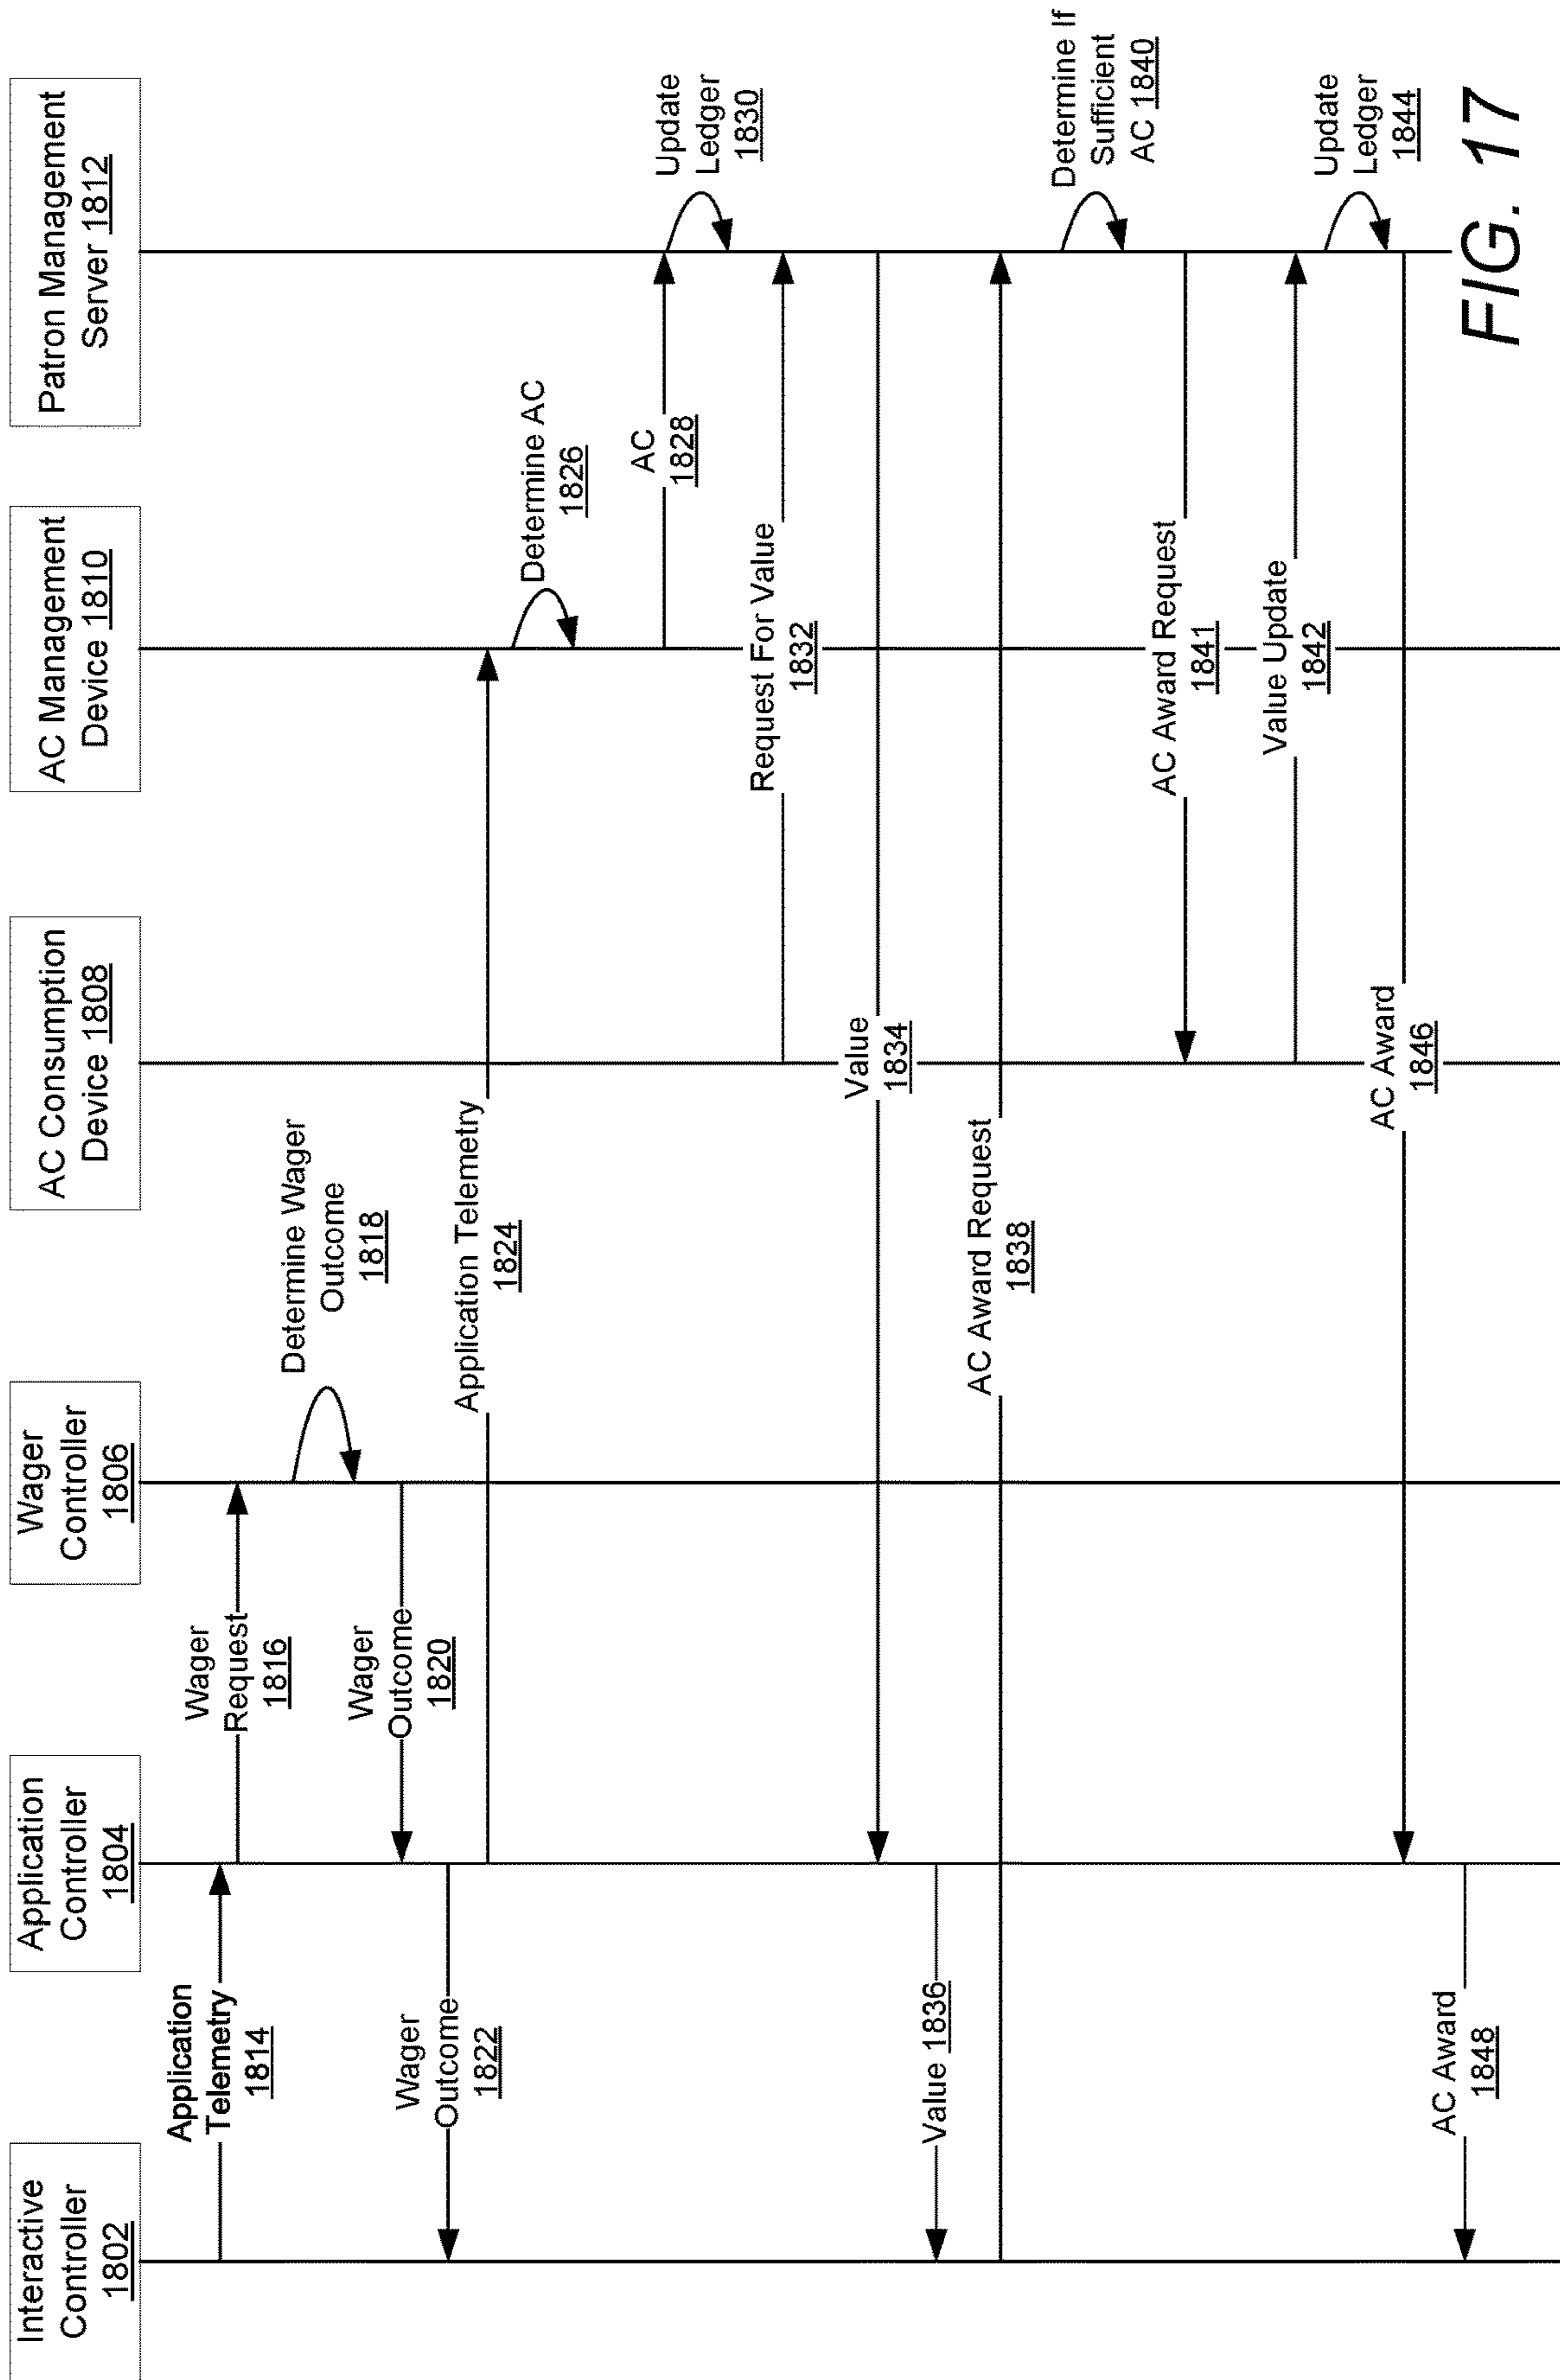 Interactive
Controller
1802
Application
Controller
1804
Wager
Controller
1806
AC Consumption
Device 1808
AC Management
Device 1810
Patron Management
Server 1812
Application
Telemetry
1814
Wager
Request
1816
Determine Wager
Outcome
1818
Wager
Outcome
1820
Wager
Outcome
1822
Application Telemetry
1824
Determine AC
1826
AC
1828
Update
Ledger
1830
Request For Value
1832
Value
1834
Value 1836
AC Award Request
1838
Determine If
Sufficient
AC 1840
AC Award Request
1841
Value Update
1842
Update
Ledger
1844
AC Award
1846
AC Award
1848
FIG. 17